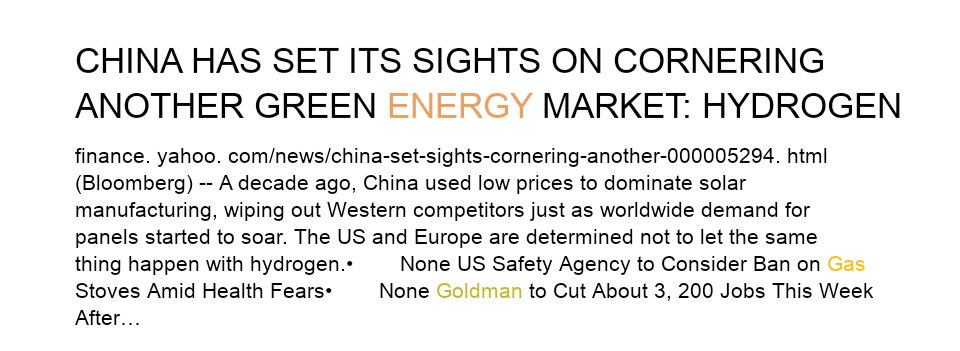 CHINA HAS SET ITS SIGHTS ON CORNERING
ANOTHER GREEN ENERGY MARKET: HYDROGEN
finance. yahoo. com/news/china-set-sights-cornering-another-000005294. html
(Bloomberg) -- A decade ago, China used low prices to dominate solar
manufacturing, wiping out Western competitors just as worldwide demand for
panels started to soar. The US and Europe are determined not to let the same
thing happen with hydrogen.• None US Safety Agency to Consider Ban on Gas
Stoves Amid Health Fears• None Goldman to Cut About 3, 200 Jobs This Week
After…